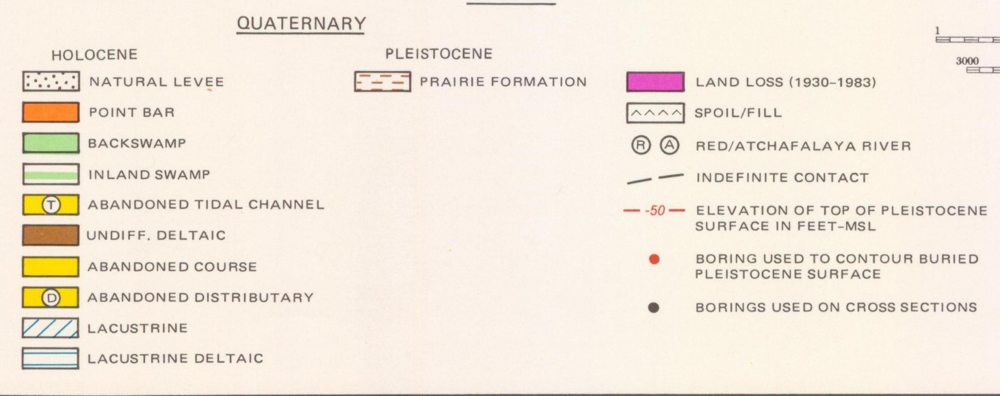 QUATERNARY
HOLOCENE
NATURAL LEVEE
POINT BAR
BACKSWAMP
INLAND SWAMP
T ABANDONED TIDAL CHANNEL
UNDIFF. DELTAIC
ABANDONED COURSE
D ABANDONED DISTRIBUTARY
LACUSTRINE
LACUSTRINE DELTAIC
PLEISTOCENE
PRAIRIE FORMATION
LAND LOSS (1930–1983)
SPOIL/FILL
R A RED/ATCHAFALAYA RIVER
INDEFINITE CONTACT
-50 ELEVATION OF TOP OF PLEISTOCENE
SURFACE IN FEET–MSL
BORING USED TO CONTOUR BURIED
PLEISTOCENE SURFACE
BORINGS USED ON CROSS SECTIONS
1
3000